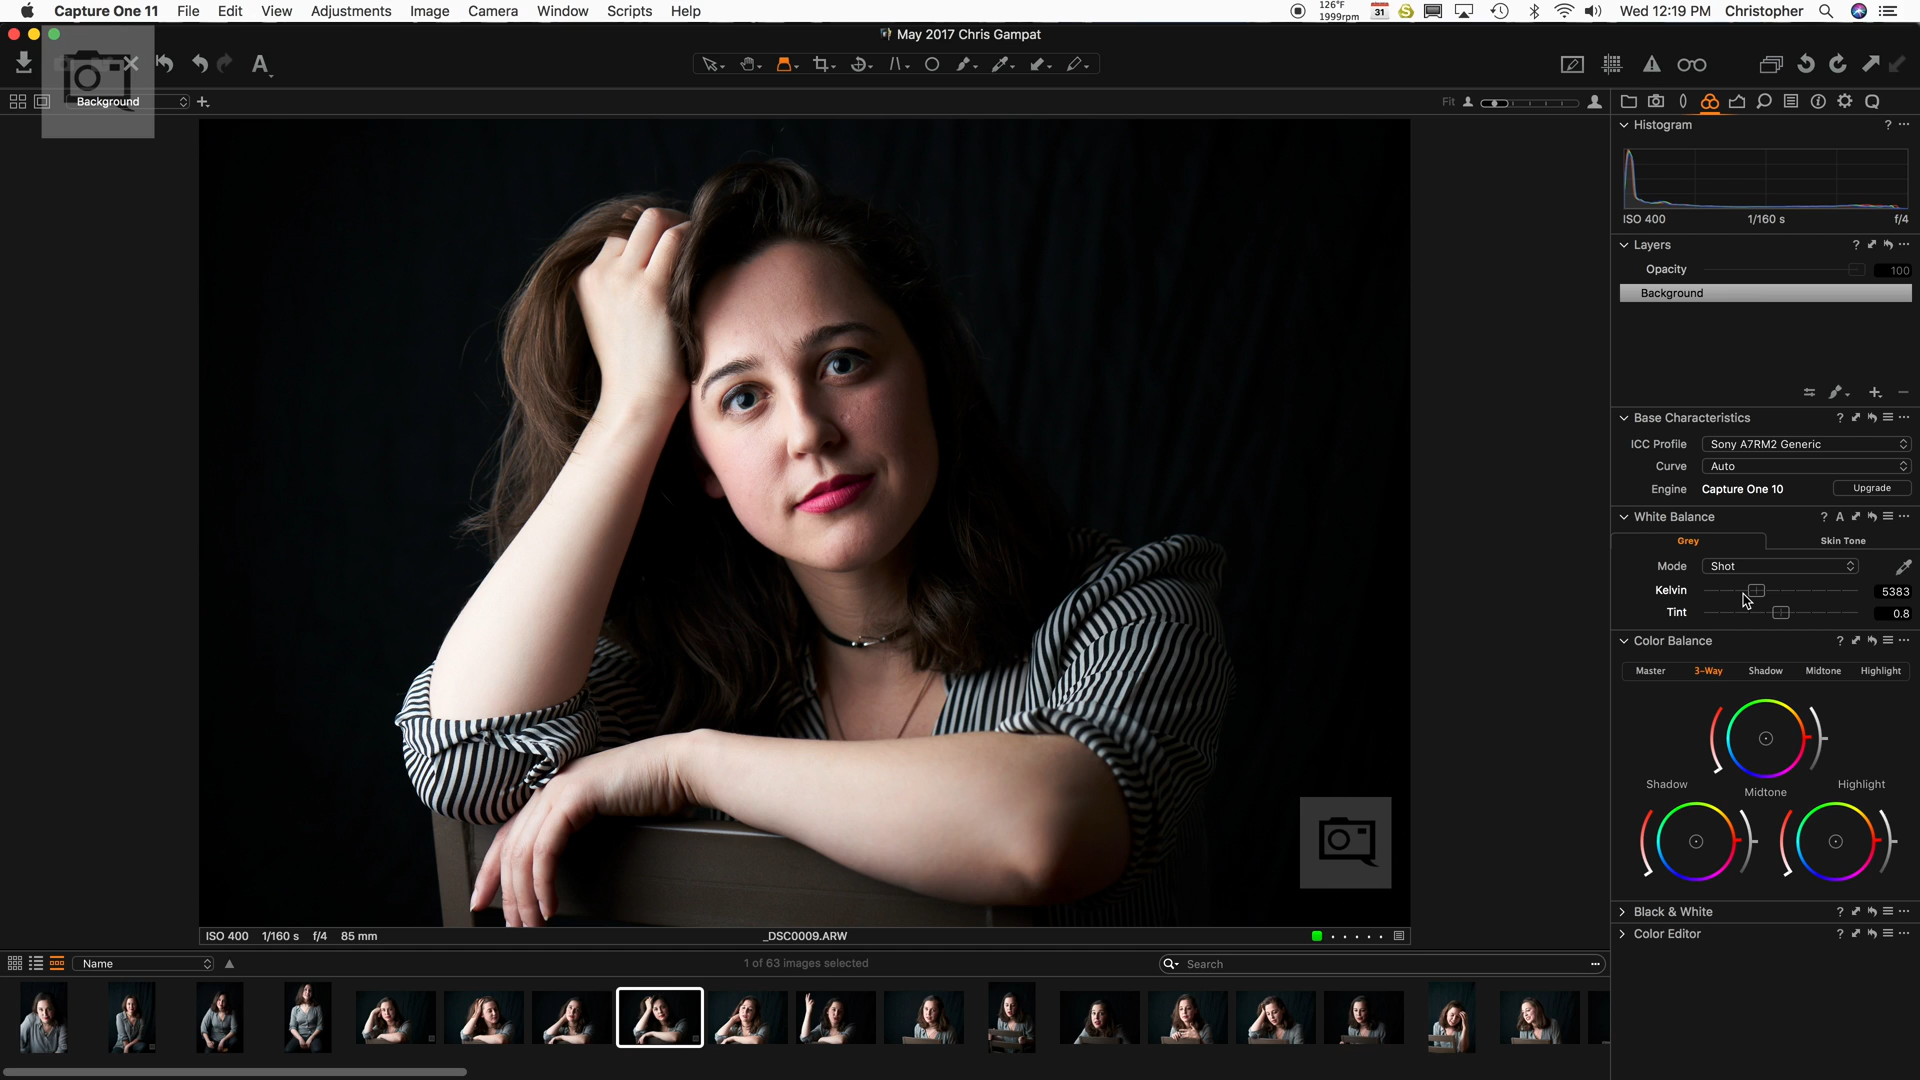 Capture One 11 File Edit View Adjustments Image Camera Window Scripts Help 126°F 1999rpm 31 S Wed 12:19 PM Christopher
May 2017 Chris Gampat
A
Background
Fit
Histogram ?
ISO 400 1/160 s f/4
Layers ?
Opacity 100
Background
Base Characteristics ?
ICC Profile Sony A7RM2 Generic
Curve Auto
Engine Capture One 10 Upgrade
White Balance ? A
Grey Skin Tone
Mode Shot
Kelvin 5383
Tint 0.8
Color Balance ?
Master 3-Way Shadow Midtone Highlight
Shadow Midtone Highlight
Black & White ?
Color Editor ?
ISO 400 1/160 s f/4 85 mm _DSC0009.ARW
Name 1 of 63 images selected Search